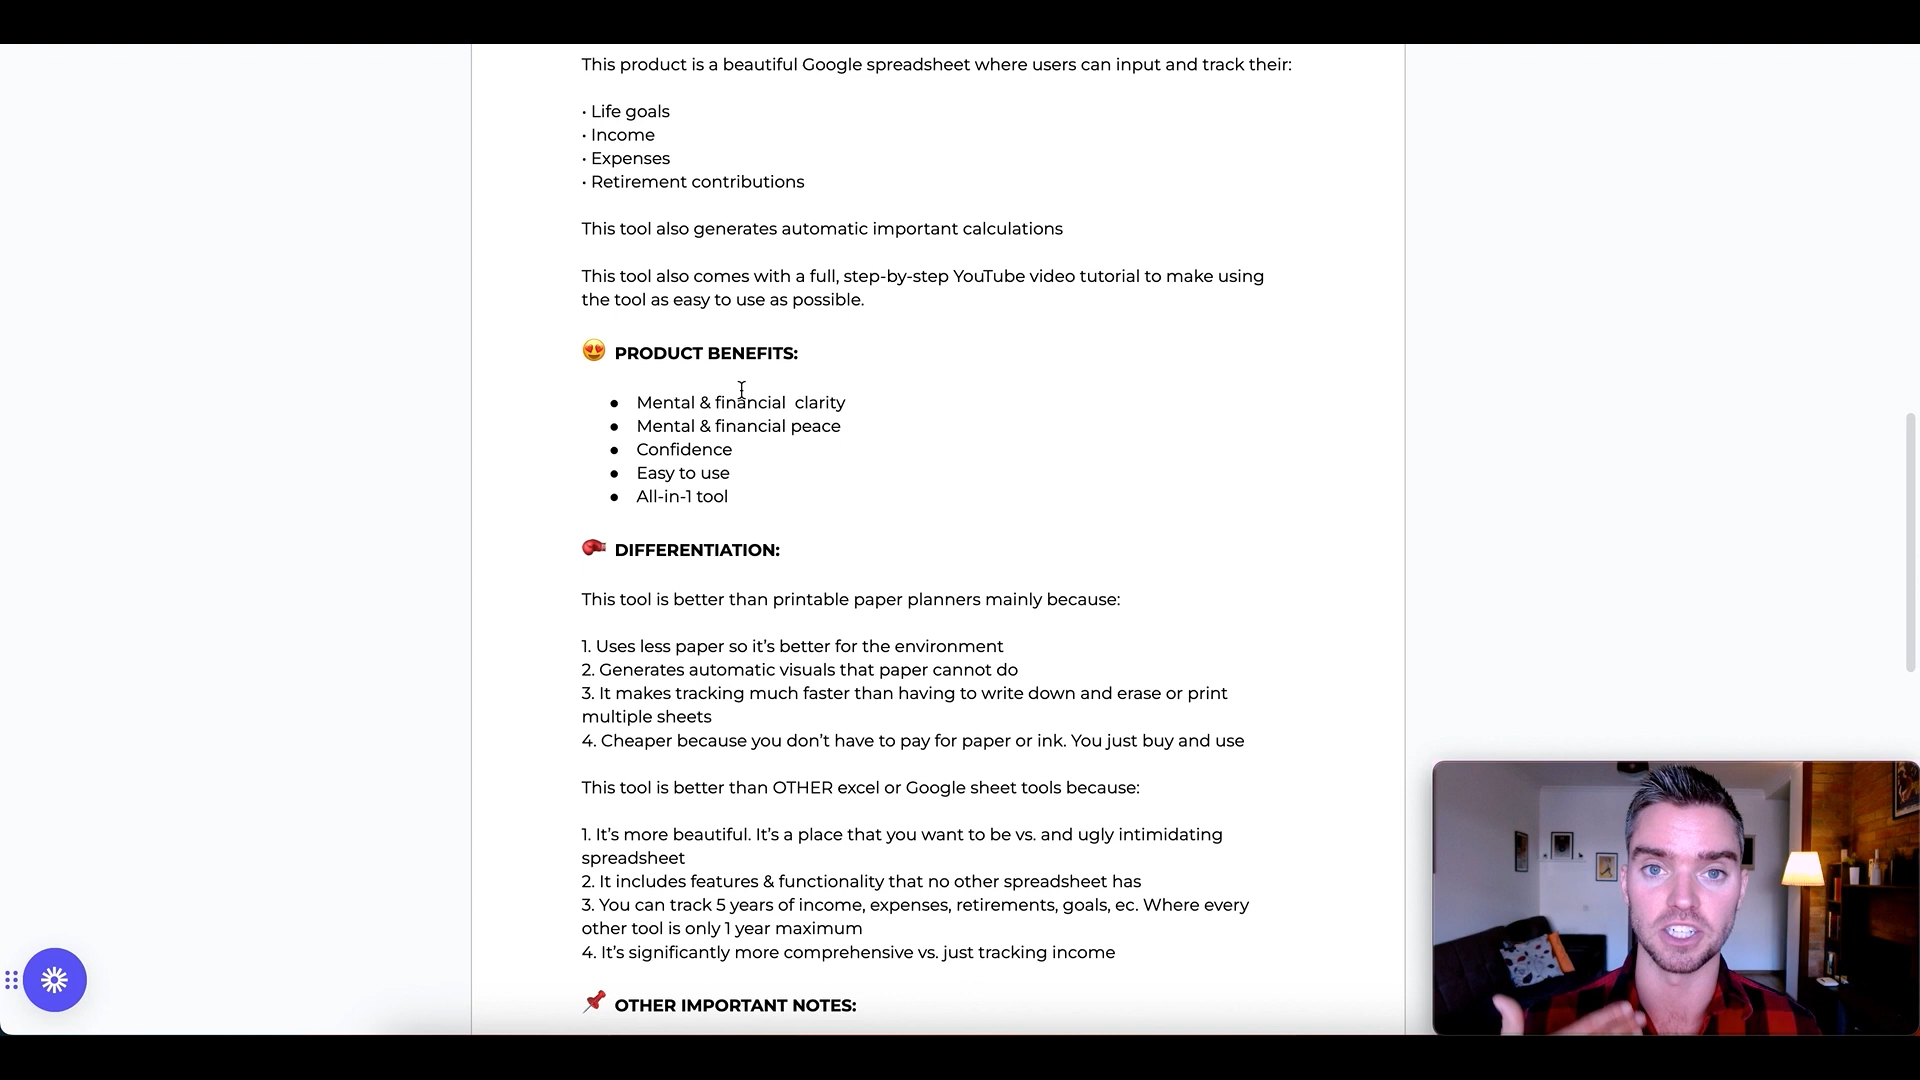 This product is a beautiful Google spreadsheet where users can input and track their:
• Life goals
• Income
• Expenses
• Retirement contributions
This tool also generates automatic important calculations
This tool also comes with a full, step-by-step YouTube video tutorial to make using
the tool as easy to use as possible.
😍 PRODUCT BENEFITS:
● Mental & financial  clarity
● Mental & financial peace
● Confidence
● Easy to use
● All-in-1 tool
🥊 DIFFERENTIATION:
This tool is better than printable paper planners mainly because:
1. Uses less paper so it's better for the environment
2. Generates automatic visuals that paper cannot do
3. It makes tracking much faster than having to write down and erase or print
multiple sheets
4. Cheaper because you don't have to pay for paper or ink. You just buy and use
This tool is better than OTHER excel or Google sheet tools because:
1. It's more beautiful. It's a place that you want to be vs. and ugly intimidating
spreadsheet
2. It includes features & functionality that no other spreadsheet has
3. You can track 5 years of income, expenses, retirements, goals, ec. Where every
other tool is only 1 year maximum
4. It's significantly more comprehensive vs. just tracking income
📌 OTHER IMPORTANT NOTES: